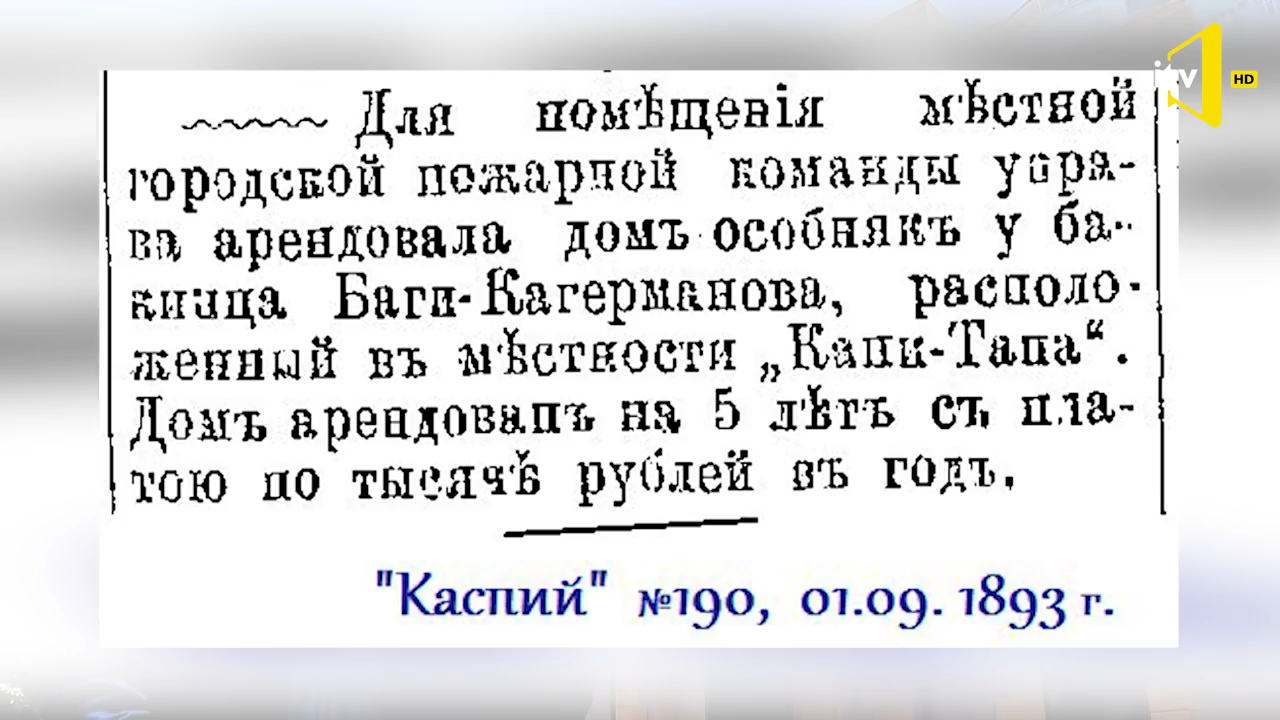 Для помѣщенія мѣстной
городской пожарной команды упра-
ва арендовала домъ особнякъ у ба-
кинца Баги-Кагерманова, располо-
женный въ мѣстности „Капи-Тапа“.
Домъ арендованъ на 5 лѣтъ съ пла-
тою по тысячѣ рублей въ годъ.
"Каспий" №190, 01.09. 1893 г.
itv
HD